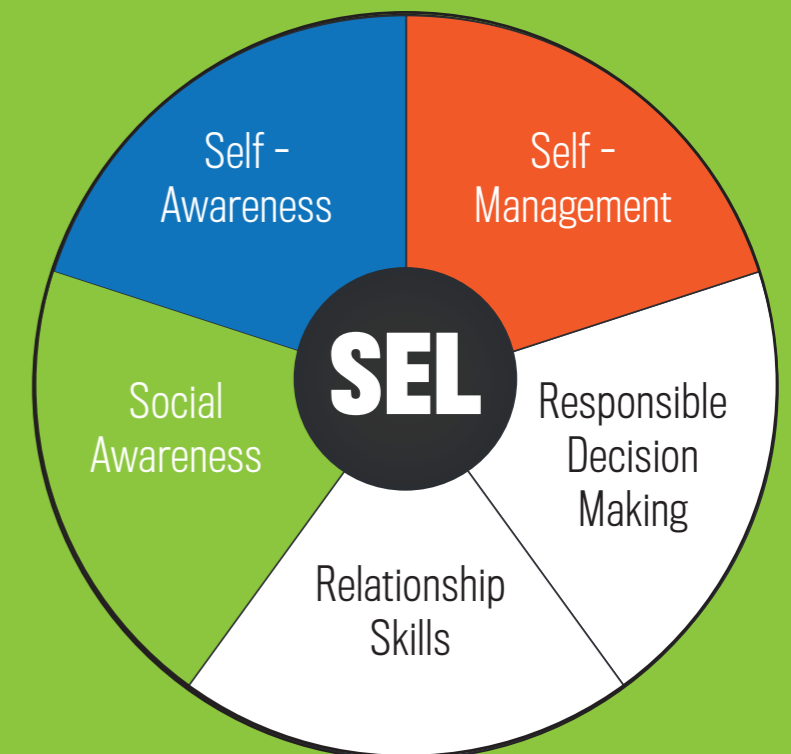 Self -
Awareness
Self -
Management
SEL
Social
Awareness
Responsible
Decision
Making
Relationship
Skills